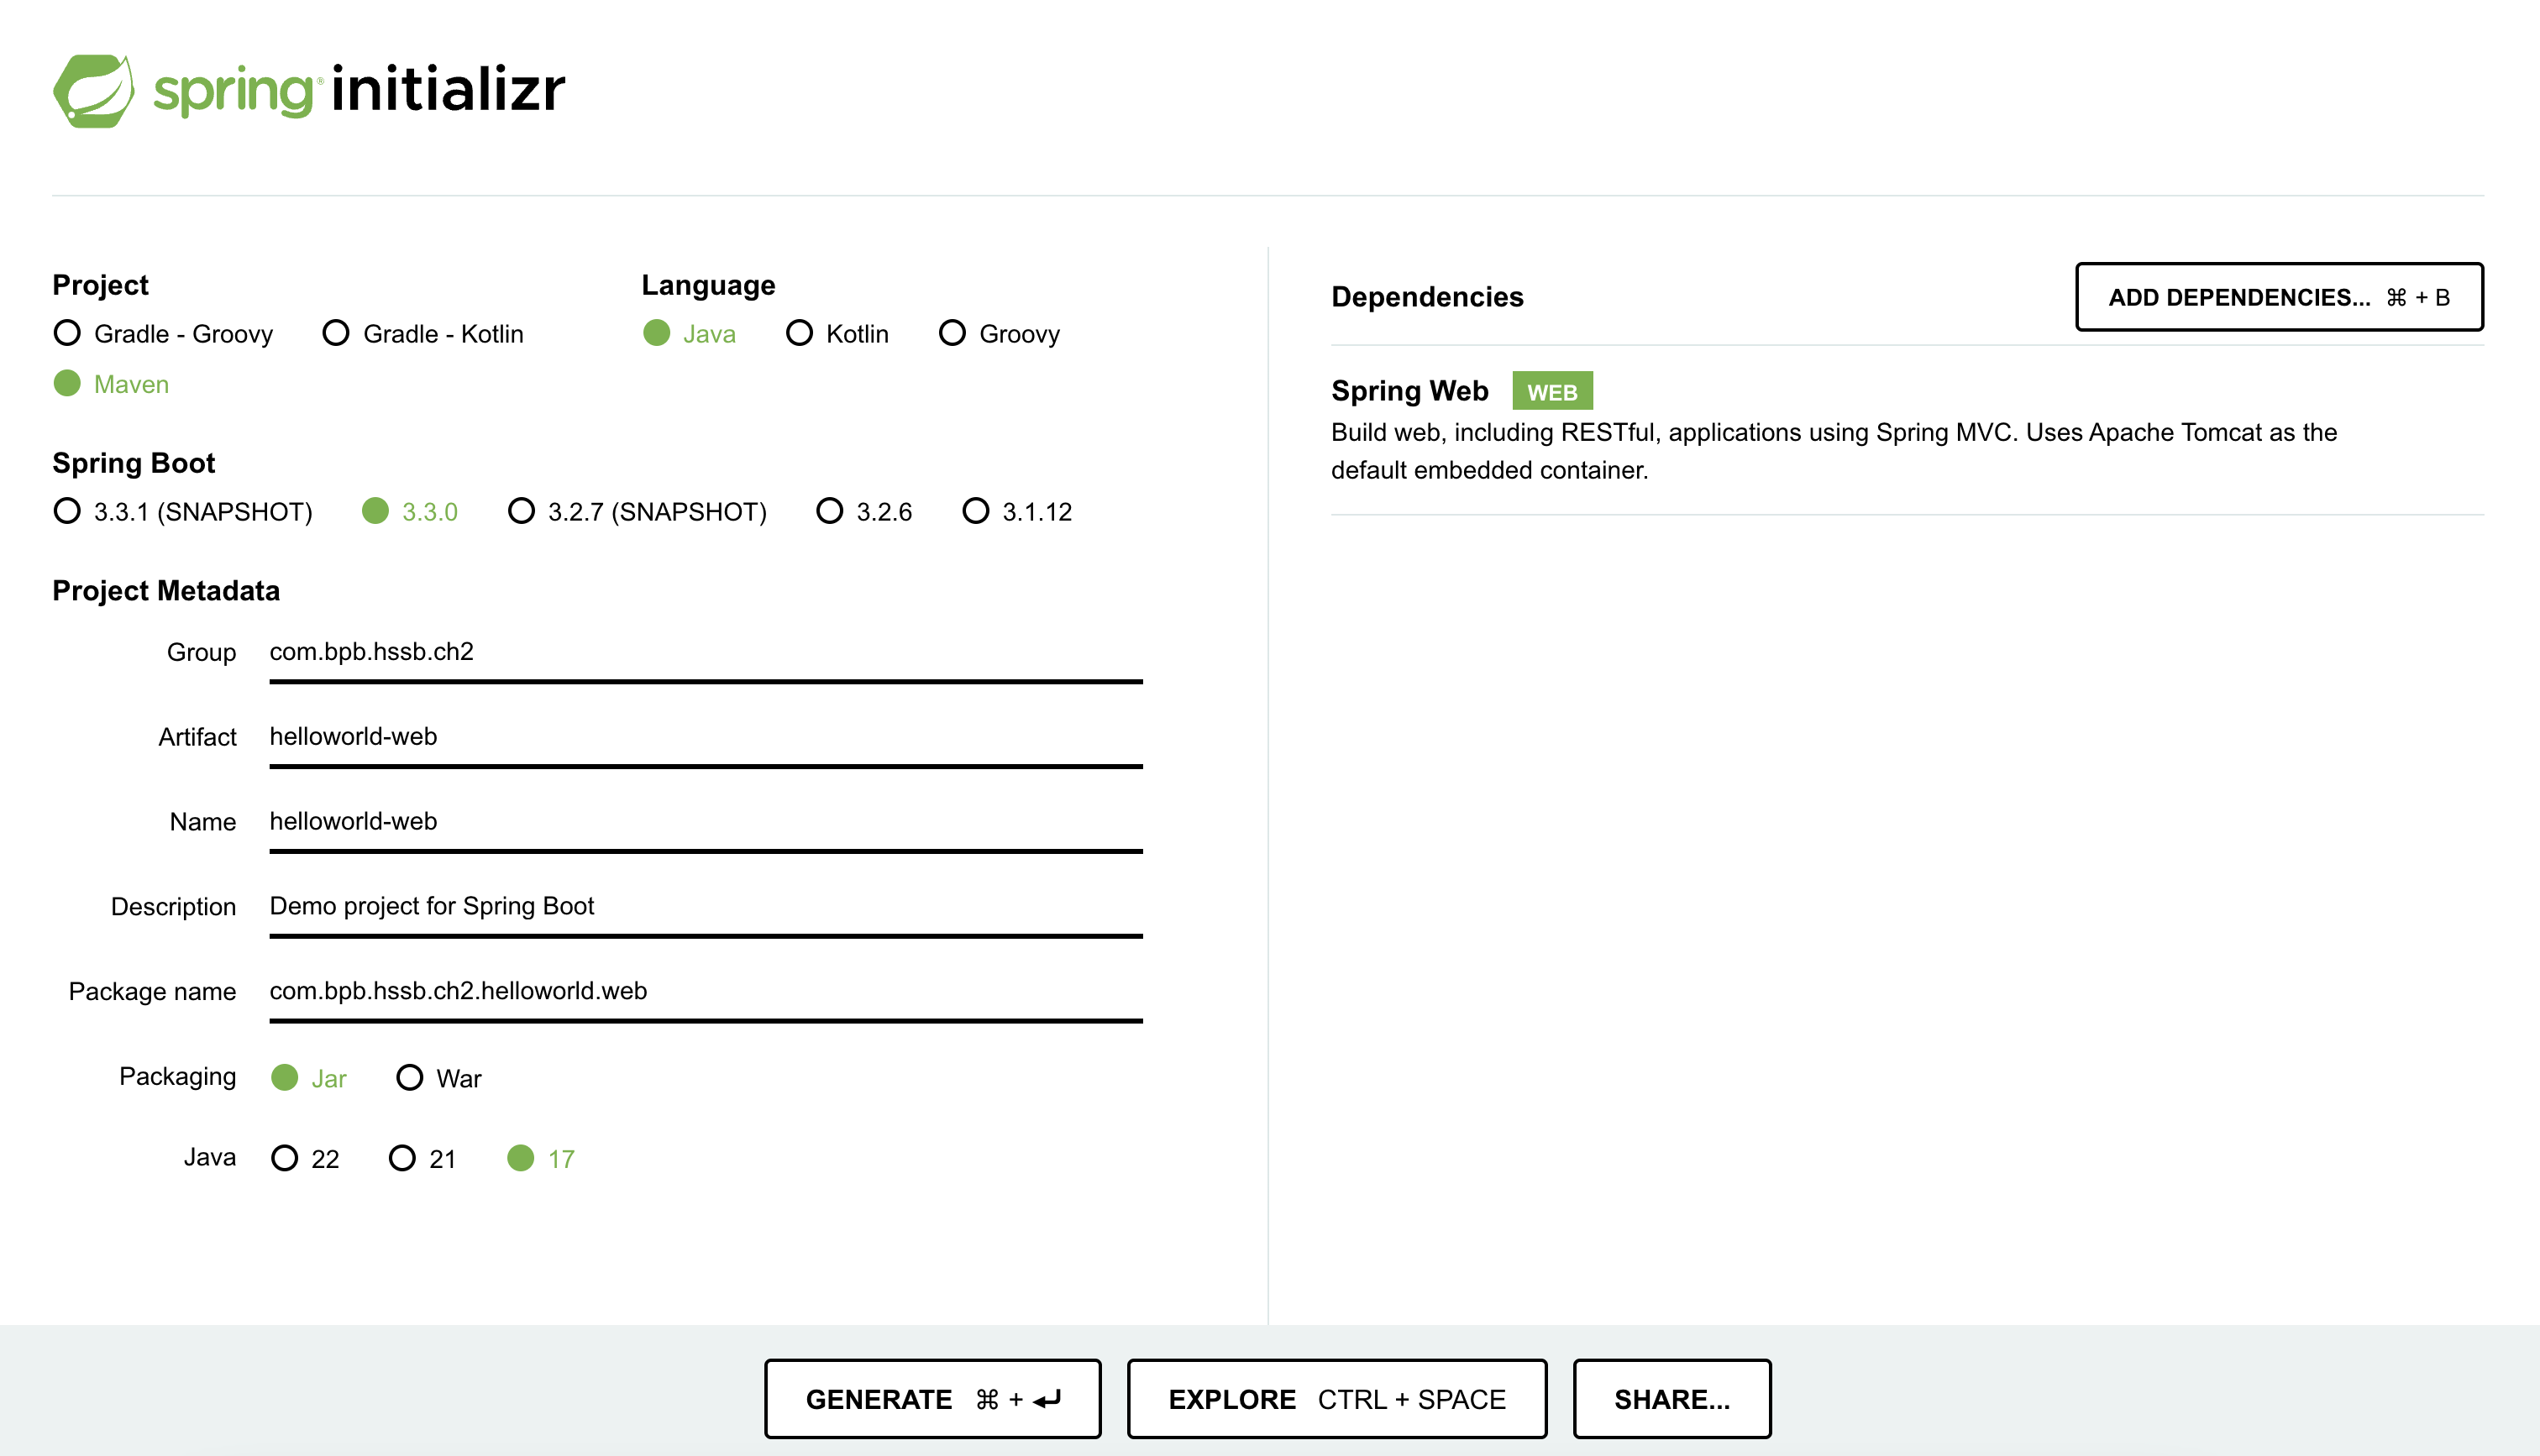 spring® initializr
Project
Gradle - Groovy Gradle - Kotlin
Maven
Language
Java Kotlin Groovy
Spring Boot
3.3.1 (SNAPSHOT) 3.3.0 3.2.7 (SNAPSHOT) 3.2.6 3.1.12
Project Metadata
Group com.bpb.hssb.ch2
Artifact helloworld-web
Name helloworld-web
Description Demo project for Spring Boot
Package name com.bpb.hssb.ch2.helloworld.web
Packaging Jar War
Java 22 21 17
Dependencies ADD DEPENDENCIES... ⌘ + B
Spring Web WEB
Build web, including RESTful, applications using Spring MVC. Uses Apache Tomcat as the
default embedded container.
GENERATE ⌘ + ⏎ EXPLORE CTRL + SPACE SHARE...